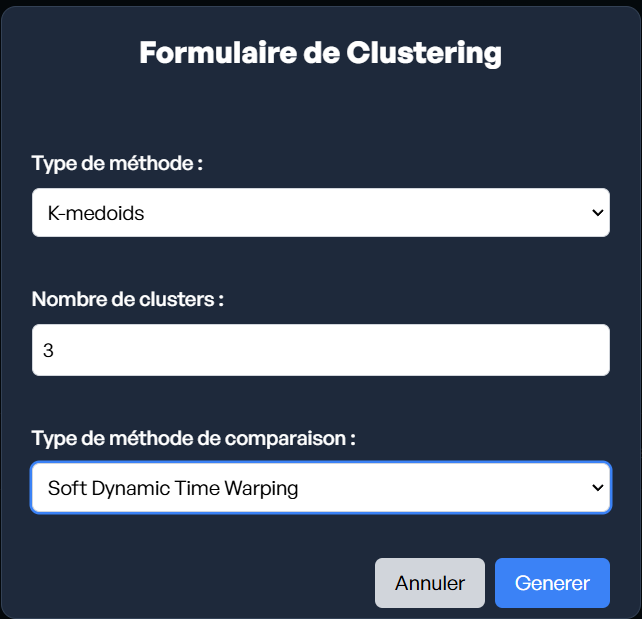 Formulaire de Clustering
Type de méthode :
K-medoids
Nombre de clusters :
3
Type de méthode de comparaison :
Soft Dynamic Time Warping
Annuler Generer